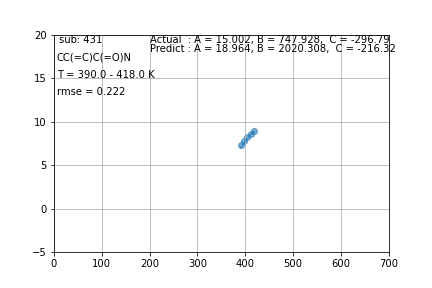 sub: 431
Actual : A = 15.002, B = 747.928, C = -296.79
Predict : A = 18.964, B = 2020.308, C = -216.32
CC(=C)C(=O)N
T = 390.0 - 418.0 K
rmse = 0.222
20
15
10
5
0
−5
0 100 200 300 400 500 600 700